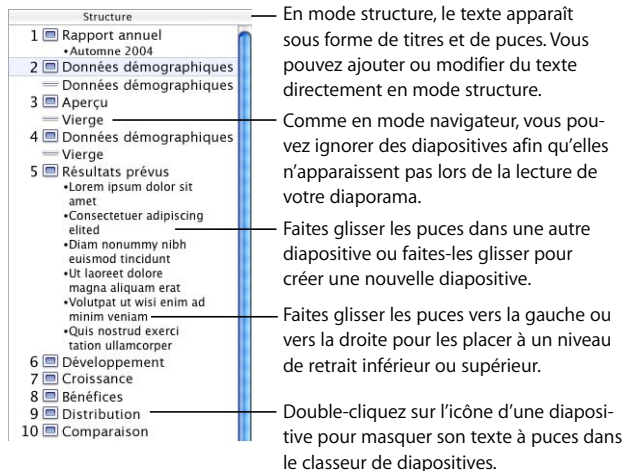 Structure
1 Rapport annuel
•Automne 2004
2 Données démographiques
Données démographiques
3 Aperçu
Vierge
4 Données démographiques
Vierge
5 Résultats prévus
•Lorem ipsum dolor sit
amet
•Consectetuer adipiscing
elited
•Diam nonummy nibh
euismod tincidunt
•Ut laoreet dolore
magna aliquam erat
•Volutpat ut wisi enim ad
minim veniam
•Quis nostrud exerci
tation ullamcorper
6 Développement
7 Croissance
8 Bénéfices
9 Distribution
10 Comparaison
En mode structure, le texte apparaît
sous forme de titres et de puces. Vous
pouvez ajouter ou modifier du texte
directement en mode structure.
Comme en mode navigateur, vous pou-
vez ignorer des diapositives afin qu’elles
n’apparaissent pas lors de la lecture de
votre diaporama.
Faites glisser les puces dans une autre
diapositive ou faites-les glisser pour
créer une nouvelle diapositive.
Faites glisser les puces vers la gauche ou
vers la droite pour les placer à un niveau
de retrait inférieur ou supérieur.
Double-cliquez sur l’icône d’une diaposi-
tive pour masquer son texte à puces dans
le classeur de diapositives.